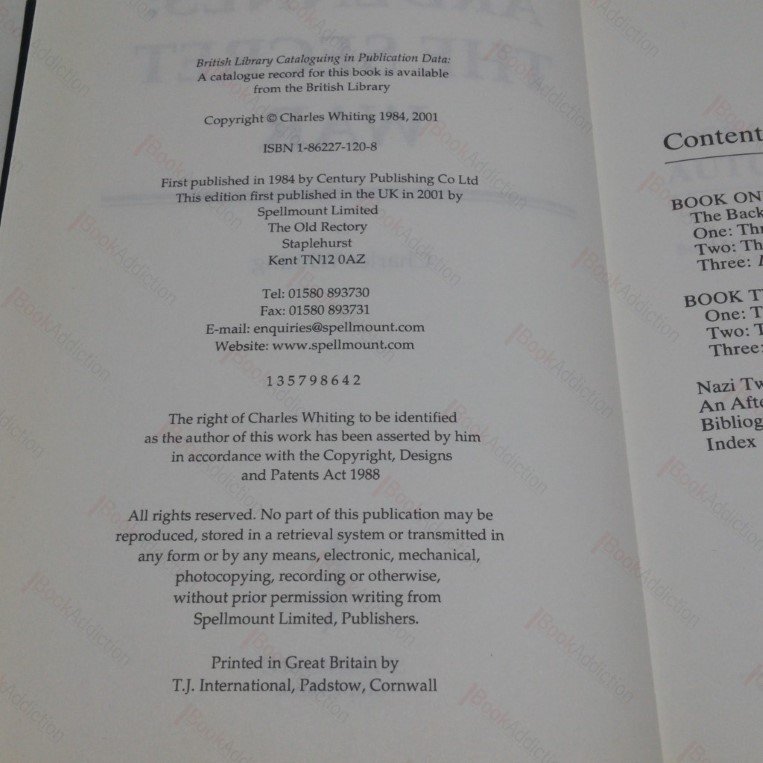 British Library Cataloguing in Publication Data:
A catalogue record for this book is available
from the British Library
Copyright © Charles Whiting 1984, 2001
ISBN 1-86227-120-8
First published in 1984 by Century Publishing Co Ltd
This edition first published in the UK in 2001 by
Spellmount Limited
The Old Rectory
Staplehurst
Kent TN12 0AZ
Tel: 01580 893730
Fax: 01580 893731
E-mail: enquiries@spellmount.com
Website: www.spellmount.com
1 3 5 7 9 8 6 4 2
The right of Charles Whiting to be identified
as the author of this work has been asserted by him
in accordance with the Copyright, Designs
and Patents Act 1988
All rights reserved. No part of this publication may be
reproduced, stored in a retrieval system or transmitted in
any form or by any means, electronic, mechanical,
photocopying, recording or otherwise,
without prior permission writing from
Spellmount Limited, Publishers.
Printed in Great Britain by
T.J. International, Padstow, Cornwall
Content
BOOK ON
The Back
One: Th
Two: Th
Three:
BOOK T
One: T
Two: T
Three:
Nazi Tw
An Afte
Bibliog
Index
BookAddiction